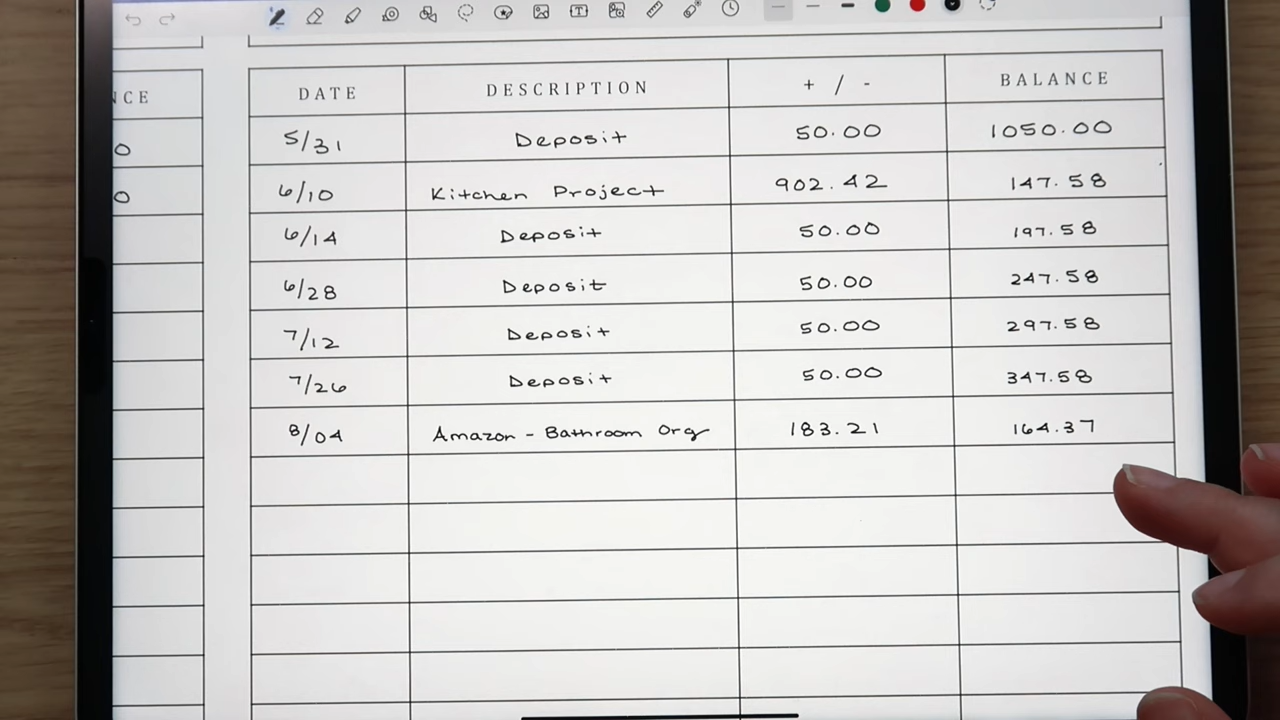 NCE
0
0
DATE DESCRIPTION + / - BALANCE
5/31 Deposit 50.00 1050.00
6/10 Kitchen Project 902.42 147.58
6/14 Deposit 50.00 197.58
6/28 Deposit 50.00 247.58
7/12 Deposit 50.00 297.58
7/26 Deposit 50.00 347.58
8/04 Amazon - Bathroom Org 183.21 164.37